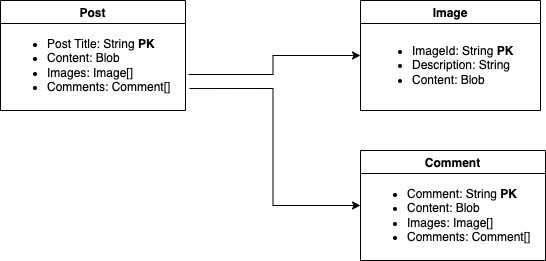 Post
Post Title: String PK
Content: Blob
Images: Image[]
Comments: Comment[]
Image
ImageId: String PK
Description: String
Content: Blob
Comment
Comment: String PK
Content: Blob
Images: Image[]
Comments: Comment[]